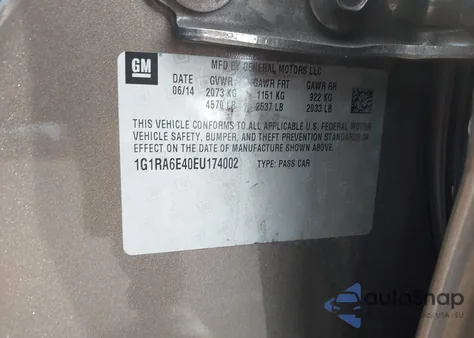 GM
MFD BY GENERAL MOTORS LLC
DATE GVWR GAWR FRT GAWR RR
06/14 2073 KG 1151 KG 922 KG
4570 LB 2537 LB 2033 LB
THIS VEHICLE CONFORMS TO ALL APPLICABLE U.S. FEDERAL MOTOR
VEHICLE SAFETY, BUMPER, AND THEFT PREVENTION STANDARDS IN
EFFECT ON THE DATE OF MANUFACTURE SHOWN ABOVE.
1G1RA6E40EU174002 TYPE: PASS CAR
autoSnap